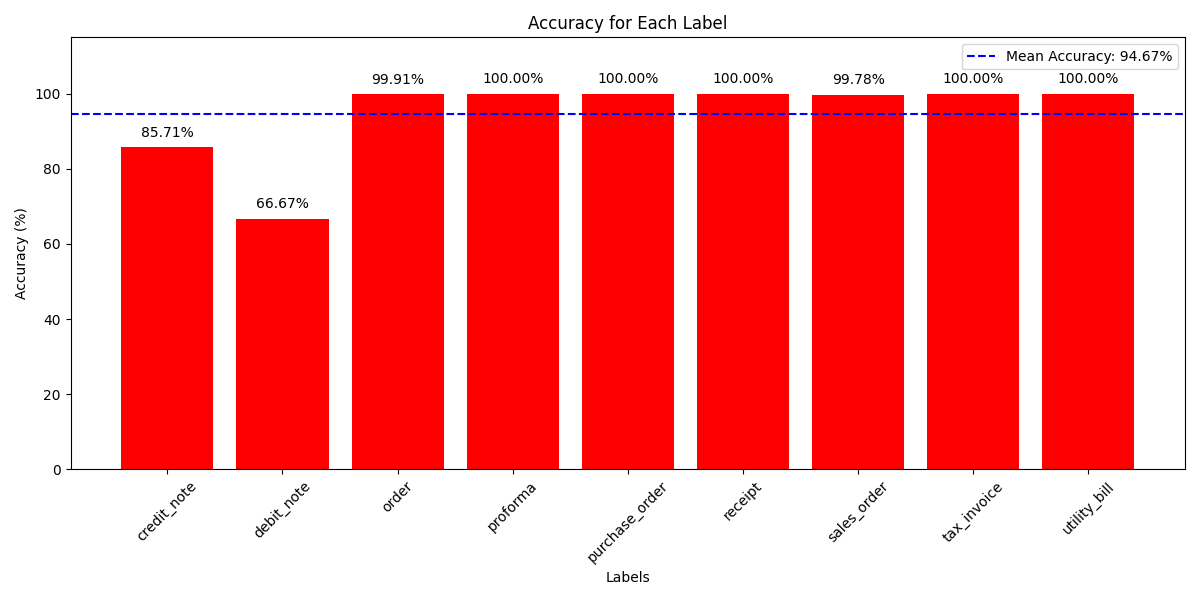 Accuracy for Each Label
Mean Accuracy: 94.67%
99.91%
100.00%
100.00%
100.00%
99.78%
100.00%
100.00%
85.71%
66.67%
100
80
60
40
20
0
Accuracy (%)
credit_note
debit_note
order
proforma
purchase_order
receipt
sales_order
tax_invoice
utility_bill
Labels